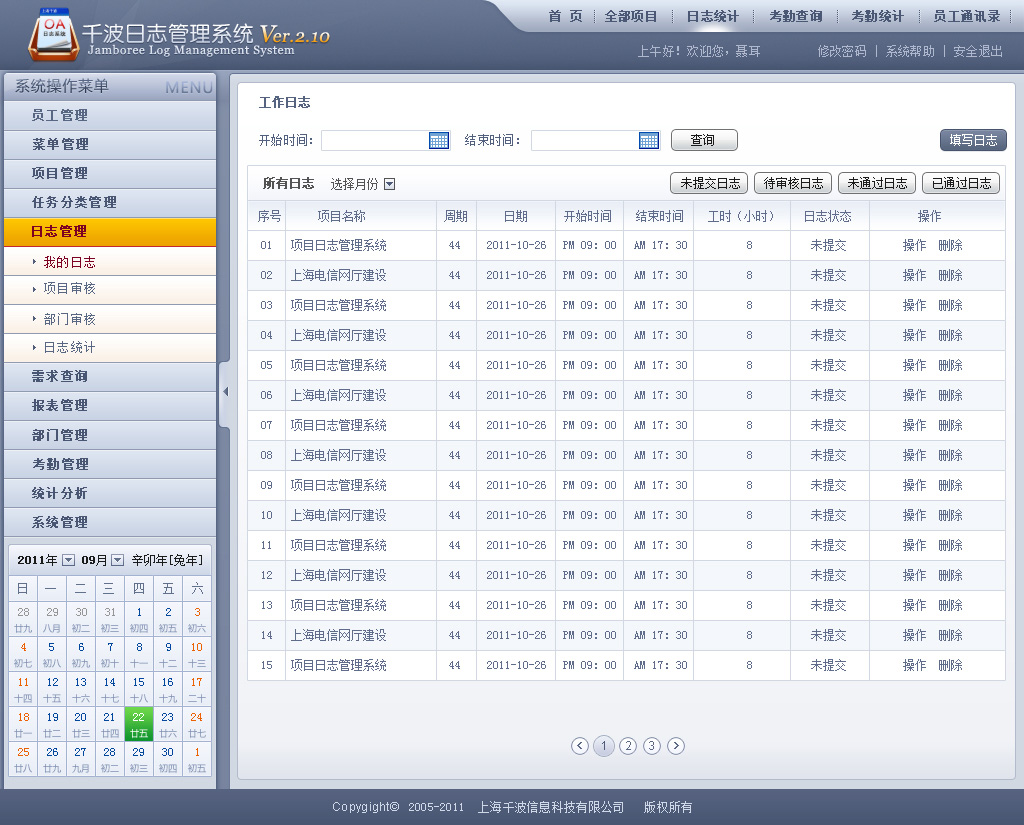 首 页 全部项目 日志统计 考勤查询 考勤统计 员工通讯录
上海千波
OA
日志系统
千波日志管理系统 Ver.2.10
Jamboree Log Management System
上午好！欢迎您，聂耳 修改密码 | 系统帮助 | 安全退出
系统操作菜单 MENU
员工管理
菜单管理
项目管理
任务分类管理
日志管理
我的日志
项目审核
部门审核
日志统计
需求查询
报表管理
部门管理
考勤管理
统计分析
系统管理
2011年 09月 辛卯年[兔年]
日 一 二 三 四 五 六
28 29 30 31 1 2 3
廿九 八月 初二 初三 初四 初五 初六
4 5 6 7 8 9 10
初七 初八 初九 初十 十一 十二 十三
11 12 13 14 15 16 17
十四 十五 十六 十七 十八 十九 二十
18 19 20 21 22 23 24
廿一 廿二 廿三 廿四 廿五 廿六 廿七
25 26 27 28 29 30 1
廿八 廿九 九月 初二 初三 初四 初五
工作日志
开始时间： 结束时间： 查询 填写日志
所有日志 选择月份 未提交日志 待审核日志 未通过日志 已通过日志
序号 项目名称 周期 日期 开始时间 结束时间 工时（小时） 日志状态 操作
01 项目日志管理系统 44 2011-10-26 PM 09：00 AM 17：30 8 未提交 操作 删除
02 上海电信网厅建设 44 2011-10-26 PM 09：00 AM 17：30 8 未提交 操作 删除
03 项目日志管理系统 44 2011-10-26 PM 09：00 AM 17：30 8 未提交 操作 删除
04 上海电信网厅建设 44 2011-10-26 PM 09：00 AM 17：30 8 未提交 操作 删除
05 项目日志管理系统 44 2011-10-26 PM 09：00 AM 17：30 8 未提交 操作 删除
06 上海电信网厅建设 44 2011-10-26 PM 09：00 AM 17：30 8 未提交 操作 删除
07 项目日志管理系统 44 2011-10-26 PM 09：00 AM 17：30 8 未提交 操作 删除
08 上海电信网厅建设 44 2011-10-26 PM 09：00 AM 17：30 8 未提交 操作 删除
09 项目日志管理系统 44 2011-10-26 PM 09：00 AM 17：30 8 未提交 操作 删除
10 上海电信网厅建设 44 2011-10-26 PM 09：00 AM 17：30 8 未提交 操作 删除
11 项目日志管理系统 44 2011-10-26 PM 09：00 AM 17：30 8 未提交 操作 删除
12 上海电信网厅建设 44 2011-10-26 PM 09：00 AM 17：30 8 未提交 操作 删除
13 项目日志管理系统 44 2011-10-26 PM 09：00 AM 17：30 8 未提交 操作 删除
14 上海电信网厅建设 44 2011-10-26 PM 09：00 AM 17：30 8 未提交 操作 删除
15 项目日志管理系统 44 2011-10-26 PM 09：00 AM 17：30 8 未提交 操作 删除
1 2 3
Copygight© 2005-2011 上海千波信息科技有限公司 版权所有